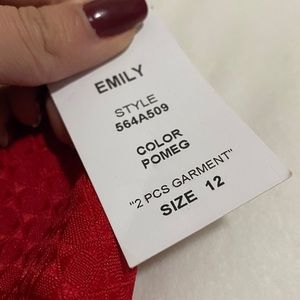 EMILY
STYLE
564A509
COLOR
POMEG
"2 PCS GARMENT"
SIZE 12